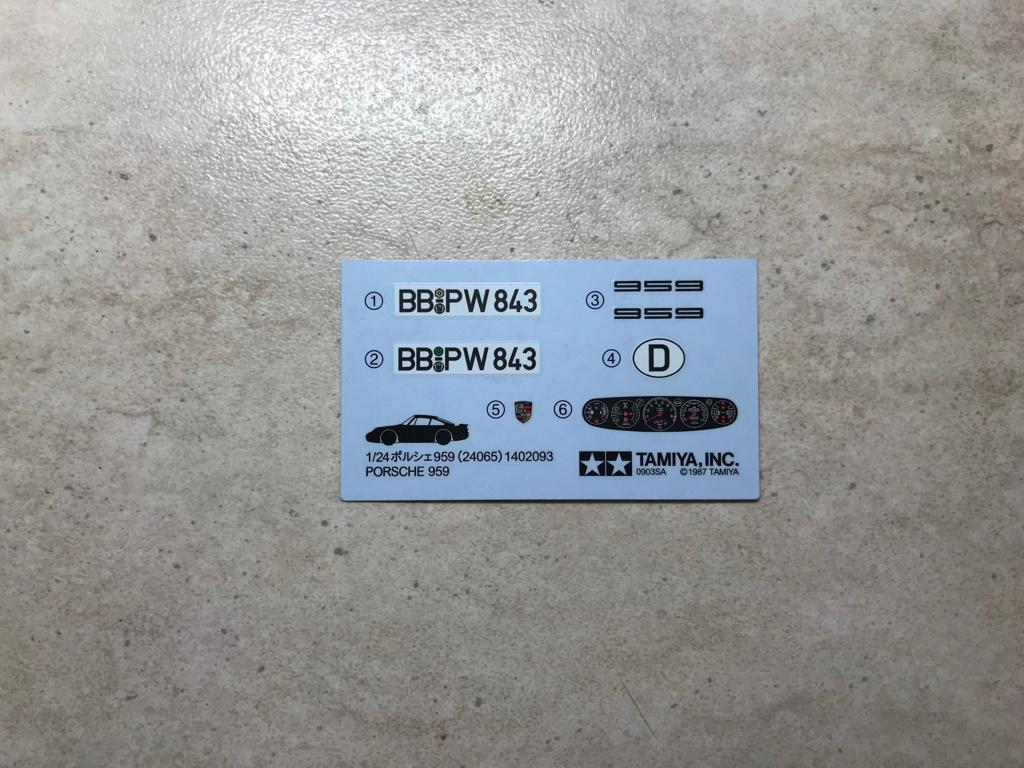 ① BB PW 843
③ 959
959
② BB PW 843
④ D
⑤ ⑥
1/24ポルシェ959 (24065) 1402093
PORSCHE 959
TAMIYA, INC.
0903SA ©1987 TAMIYA